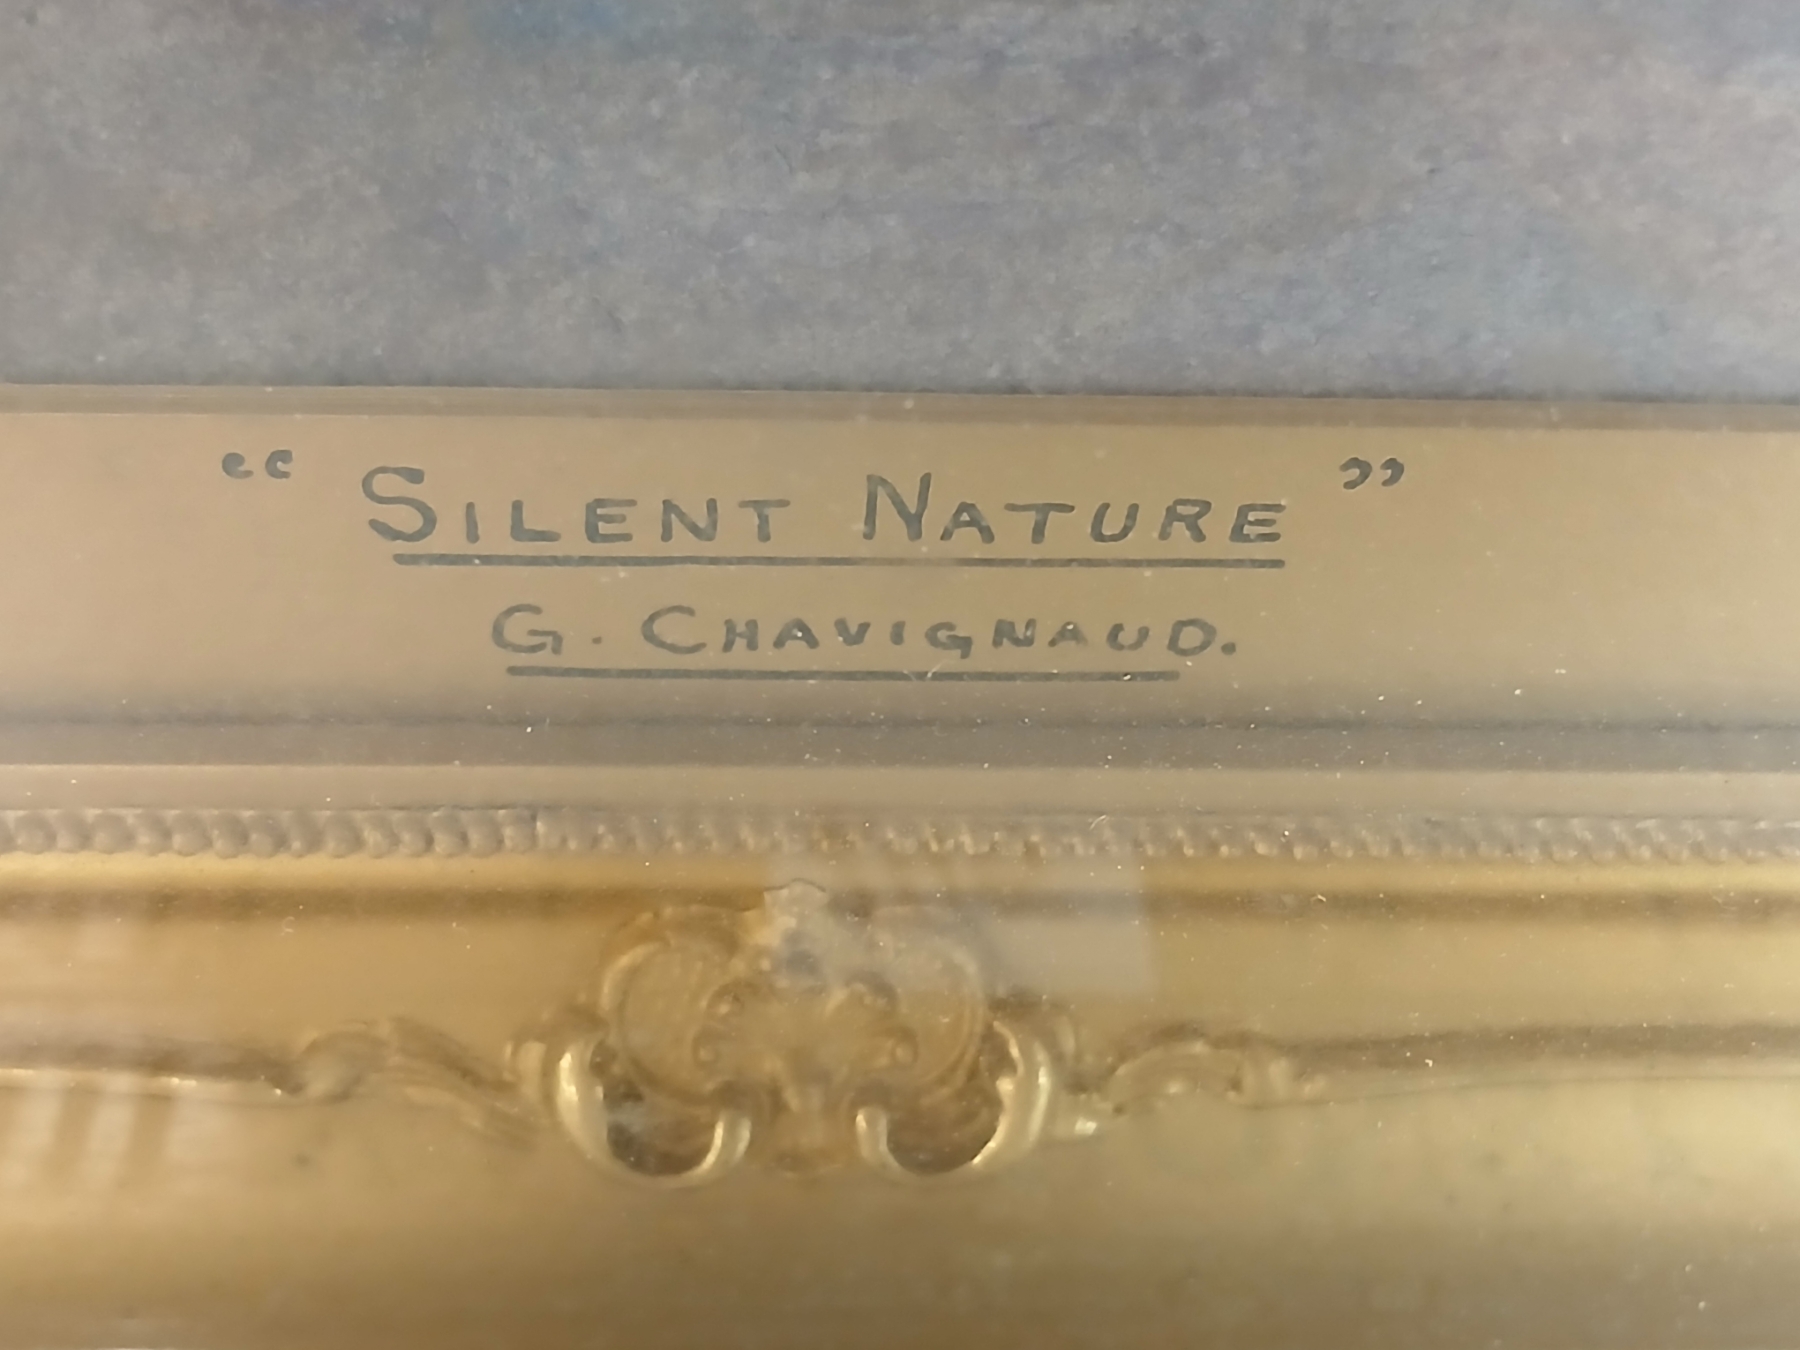 “ SILENT NATURE ”
G. CHAVIGNAUD.